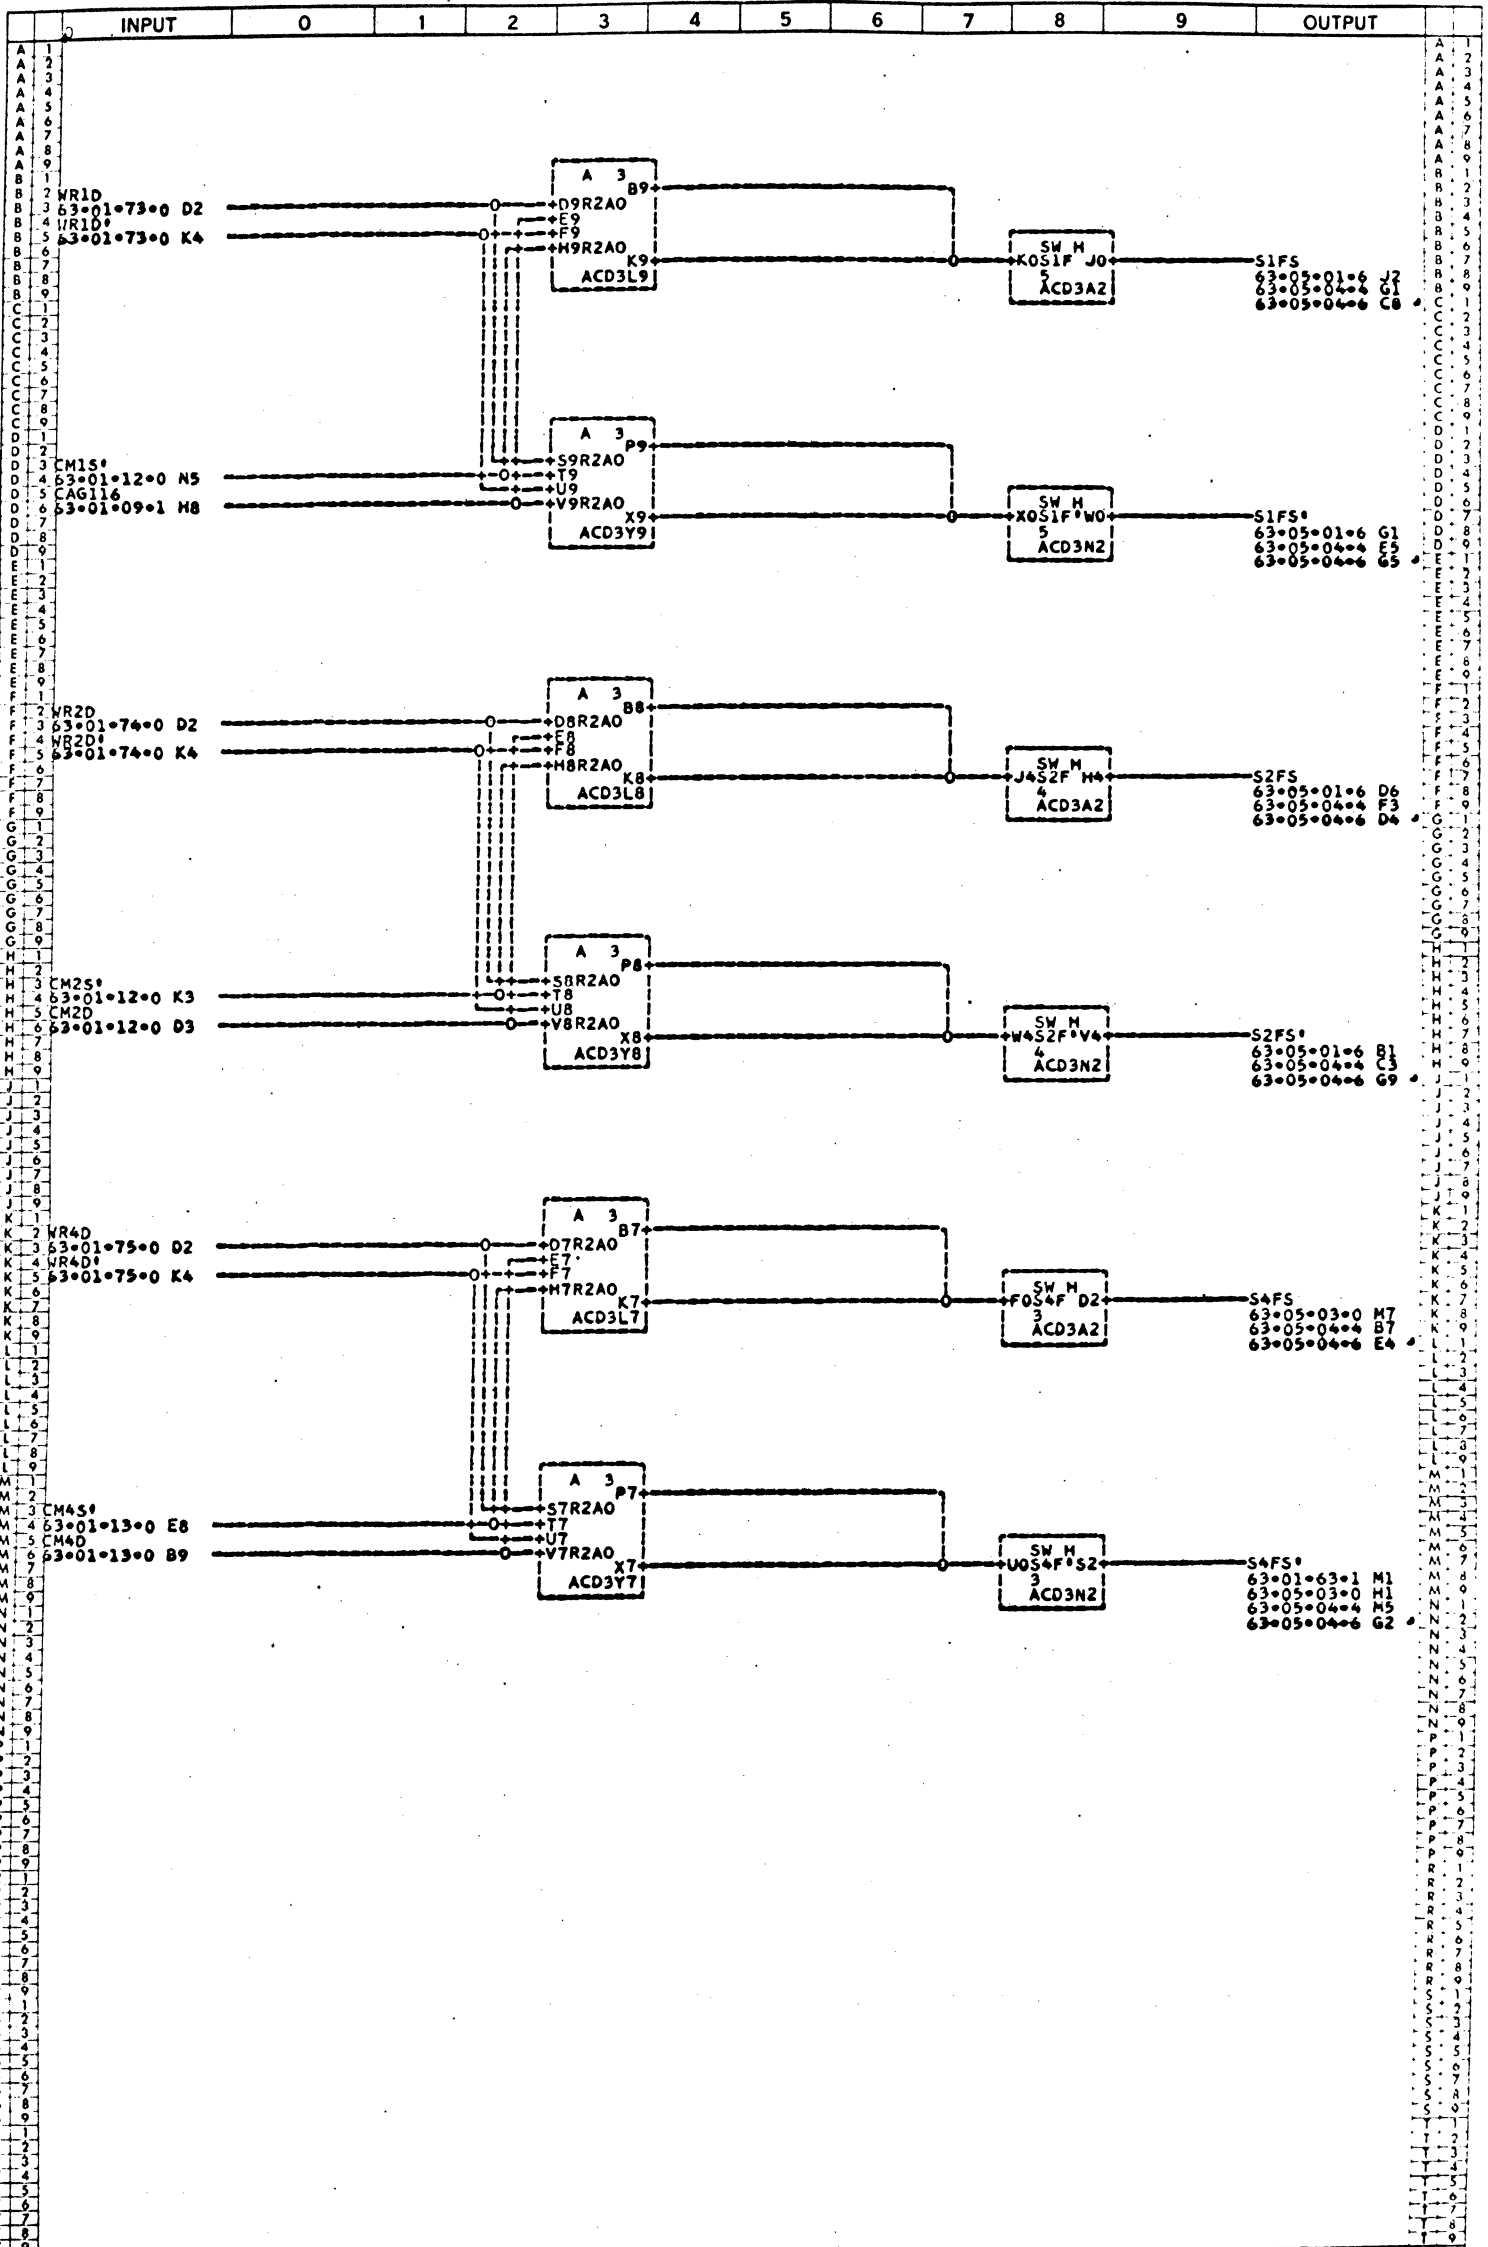 INPUT 0 1 2 3 4 5 6 7 8 9 OUTPUT
A 3
B9
WR1D
63•01•73•0 D2
D9R2AO
E9
WR1D'
63•01•73•0 K4
F9
H9R2AO
K9
ACD3L9
SW H
K0S1F J0
5
ACD3A2
S1FS
63•05•01•6 J2
63•05•04•4 G1
63•05•04•6 C8
A 3
P9
CM1S'
63•01•12•0 N5
S9R2AO
T9
CAG116
63•01•09•1 H8
U9
V9R2AO
X9
ACD3Y9
SW H
X0S1F'W0
5
ACD3N2
S1FS'
63•05•01•6 G1
63•05•04•4 E5
63•05•04•6 G5
A 3
B8
WR2D
63•01•74•0 D2
D8R2AO
E8
WR2D'
63•01•74•0 K4
F8
H8R2AO
K8
ACD3L8
SW H
J4S2F H4
4
ACD3A2
S2FS
63•05•01•6 D6
63•05•04•4 F3
63•05•04•6 D4
A 3
P8
CM2S'
63•01•12•0 K3
S8R2AO
T8
CM2D
63•01•12•0 D3
U8
V8R2AO
X8
ACD3Y8
SW H
W4S2F'V4
4
ACD3N2
S2FS'
63•05•01•6 B1
63•05•04•4 C3
63•05•04•6 G9
A 3
B7
WR4D
63•01•75•0 D2
D7R2AO
E7
WR4D'
63•01•75•0 K4
F7
H7R2AO
K7
ACD3L7
SW H
F0S4F D2
3
ACD3A2
S4FS
63•05•03•0 M7
63•05•04•4 B7
63•05•04•6 E4
A 3
P7
CM4S'
63•01•13•0 E8
S7R2AO
T7
CM4D
63•01•13•0 B9
U7
V7R2AO
X7
ACD3Y7
SW H
U0S4F'S2
3
ACD3N2
S4FS'
63•01•63•1 M1
63•05•03•0 H1
63•05•04•4 M5
63•05•04•6 G2